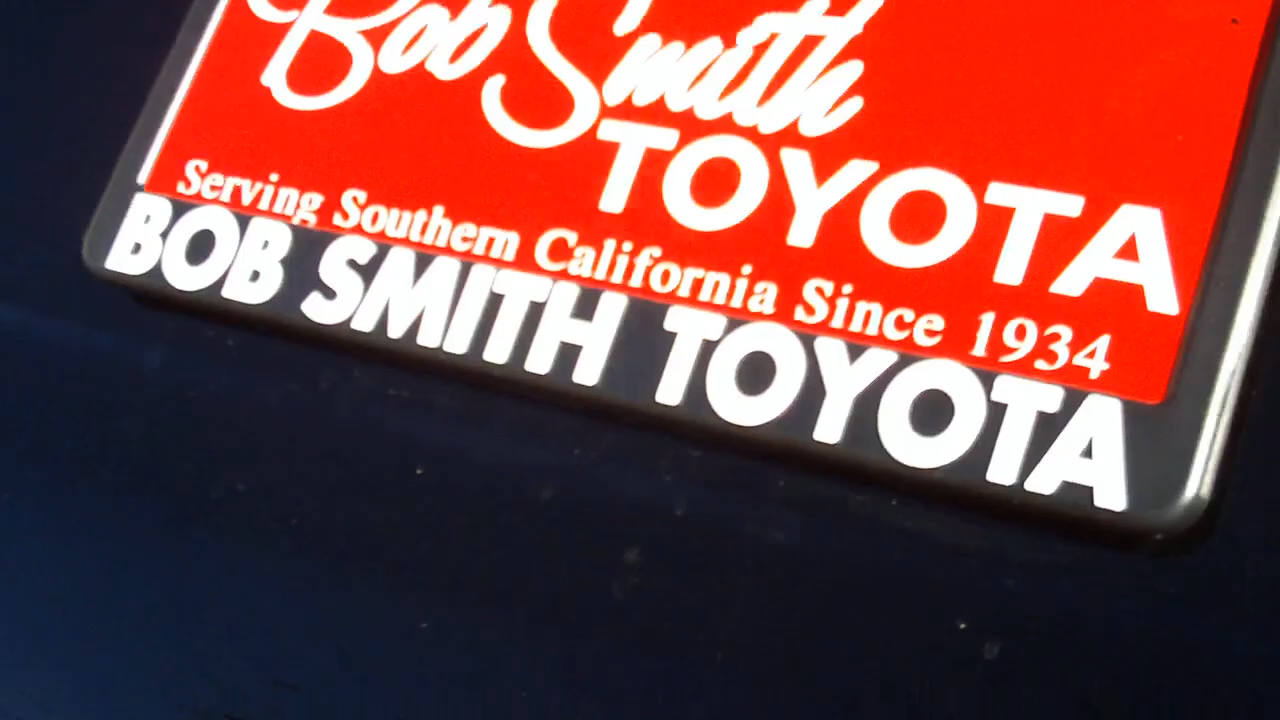 Bob Smith
TOYOTA
Serving Southern California Since 1934
BOB SMITH TOYOTA